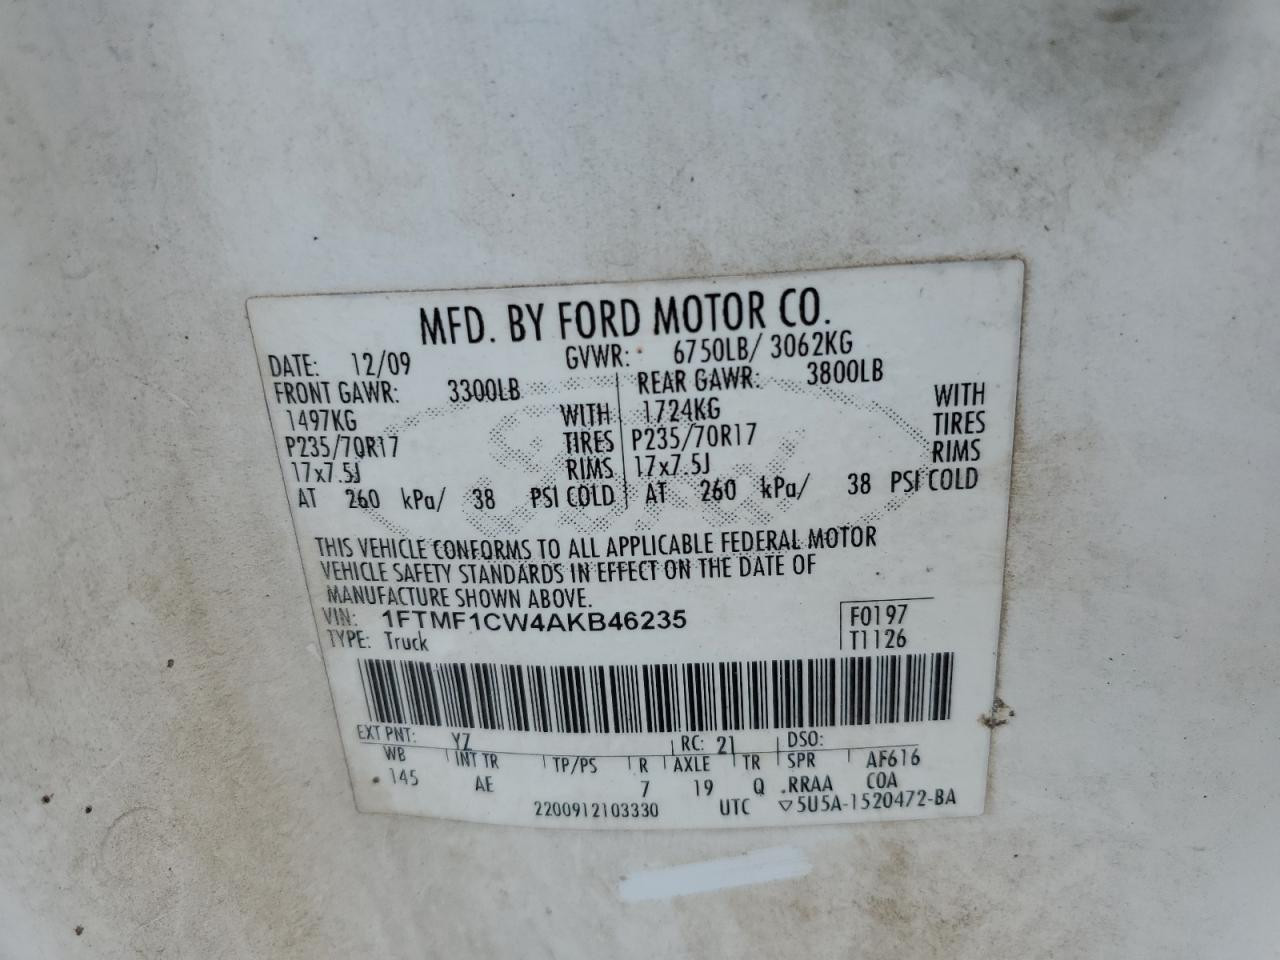 MFD. BY FORD MOTOR CO.
DATE: 12/09 GVWR: 6750LB/ 3062KG
FRONT GAWR: 3300LB REAR GAWR: 3800LB
1497KG WITH 1724KG WITH
P235/70R17 TIRES P235/70R17 TIRES
17x7.5J RIMS 17x7.5J RIMS
AT 260 kPa/ 38 PSI COLD AT 260 kPa/ 38 PSI COLD
THIS VEHICLE CONFORMS TO ALL APPLICABLE FEDERAL MOTOR
VEHICLE SAFETY STANDARDS IN EFFECT ON THE DATE OF
MANUFACTURE SHOWN ABOVE.
VIN: 1FTMF1CW4AKB46235 F0197
TYPE: Truck T1126
EXT PNT: YZ RC: 21 DSO:
WB INT TR TP/PS R AXLE TR SPR AF616
145 AE 7 19 Q .RRAA COA
2200912103330 UTC ▽5U5A-1520472-BA